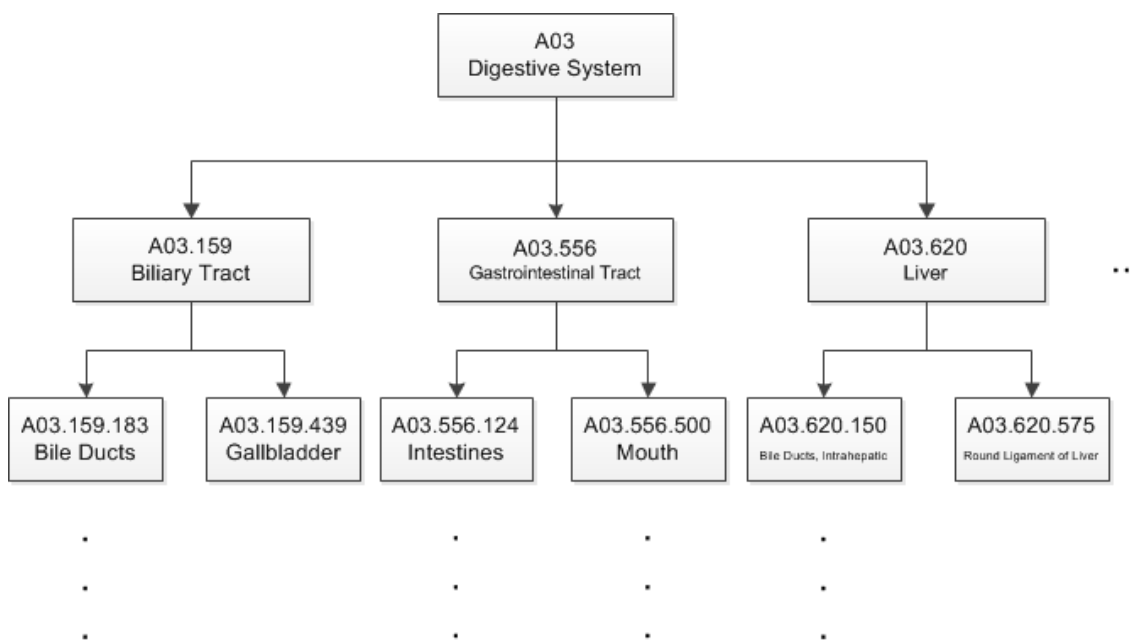 A03
Digestive System
A03.159
Biliary Tract
A03.556
Gastrointestinal Tract
A03.620
Liver
..
A03.159.183
Bile Ducts
A03.159.439
Gallbladder
A03.556.124
Intestines
A03.556.500
Mouth
A03.620.150
Bile Ducts, Intrahepatic
A03.620.575
Round Ligament of Liver
. . . .
. . . .
. . . .